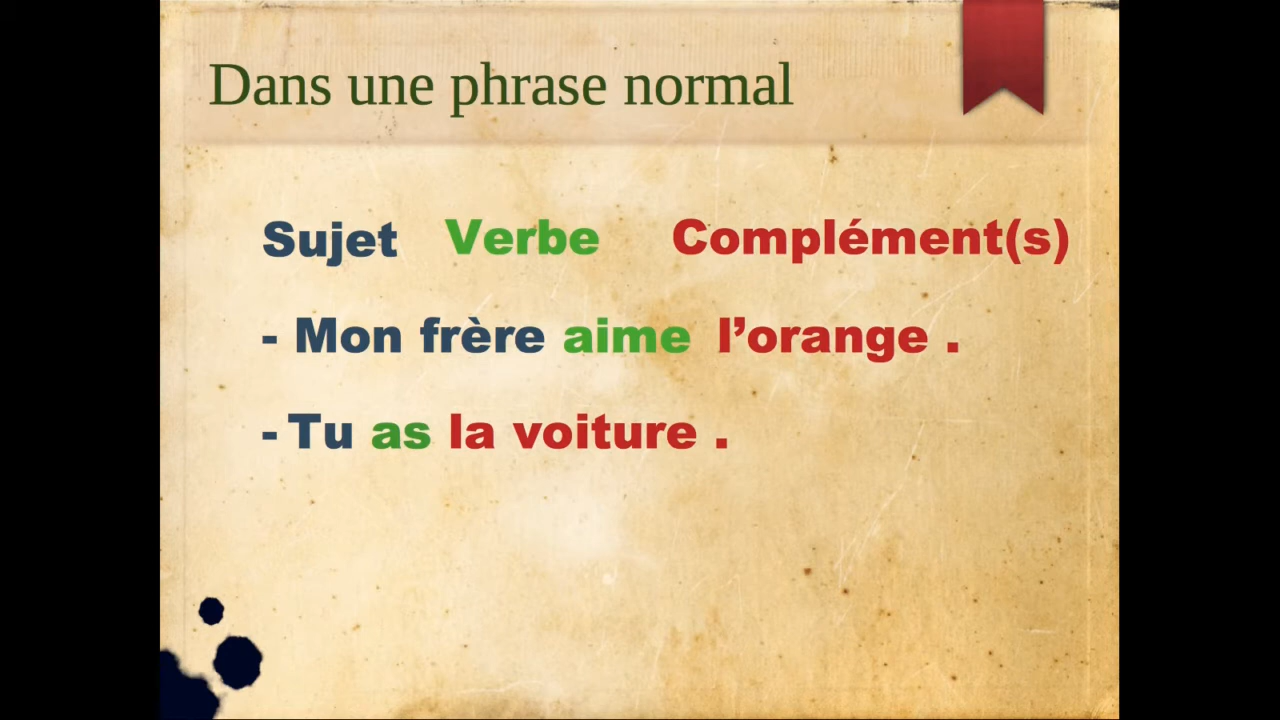 Dans une phrase normal
Sujet Verbe Complément(s)
- Mon frère aime l’orange .
- Tu as la voiture .